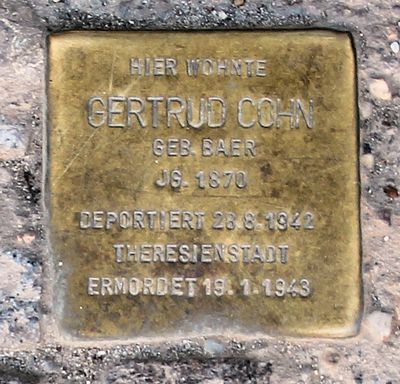 HIER WOHNTE
GERTRUD COHN
GEB. BAER
JG. 1870
DEPORTIERT 28.8.1942
THERESIENSTADT
ERMORDET 19.1.1943